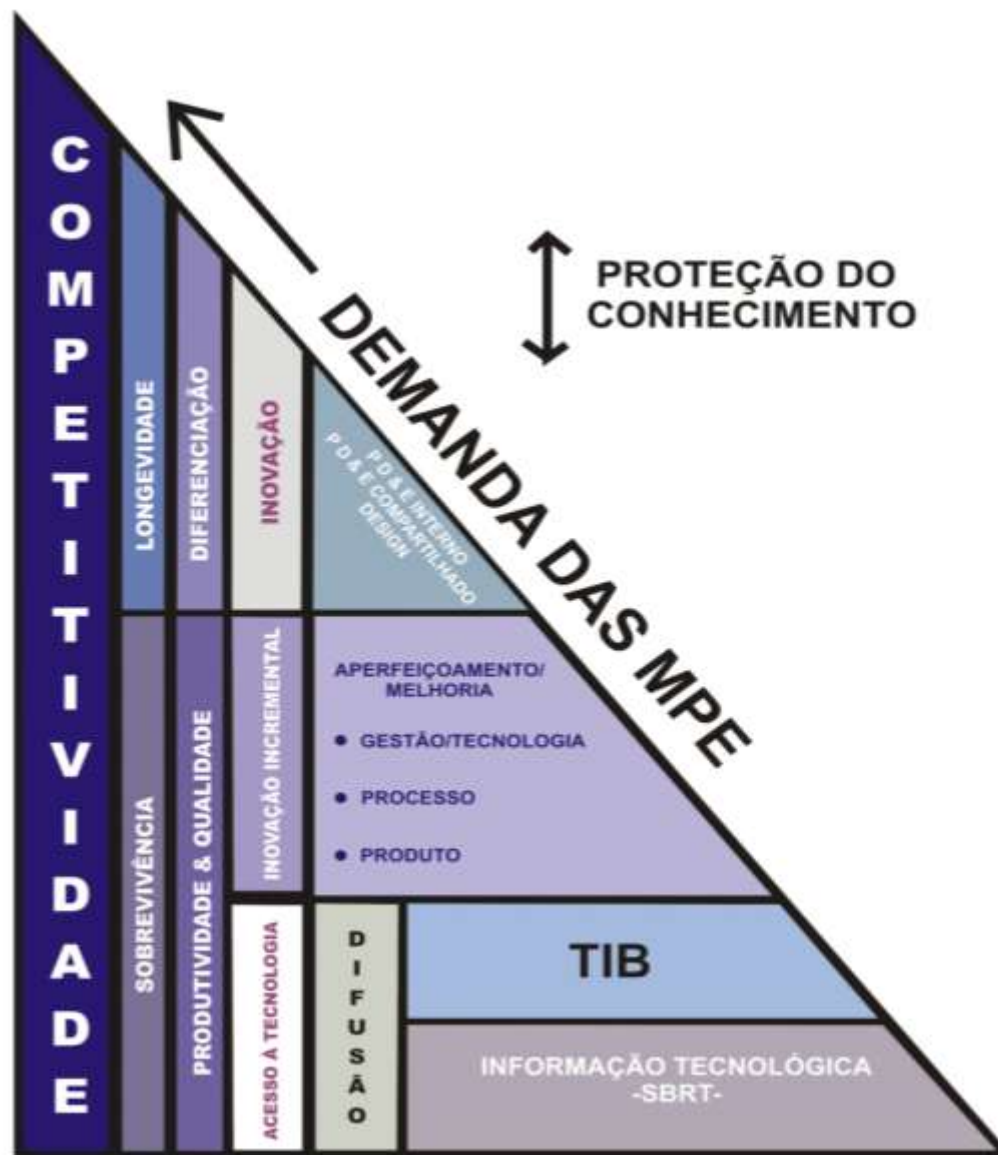 COMPETITIVIDADE
LONGEVIDADE
DIFERENCIAÇÃO
INOVAÇÃO
P D & E INTERNO
P D & E COMPARTILHADO
DESIGN
DEMANDA DAS MPE
PROTEÇÃO DO
CONHECIMENTO
SOBREVIVÊNCIA
PRODUTIVIDADE & QUALIDADE
INOVAÇÃO INCREMENTAL
APERFEIÇOAMENTO/
MELHORIA
● GESTÃO/TECNOLOGIA
● PROCESSO
● PRODUTO
ACESSO À TECNOLOGIA
DIFUSÃO
TIB
INFORMAÇÃO TECNOLÓGICA
-SBRT-